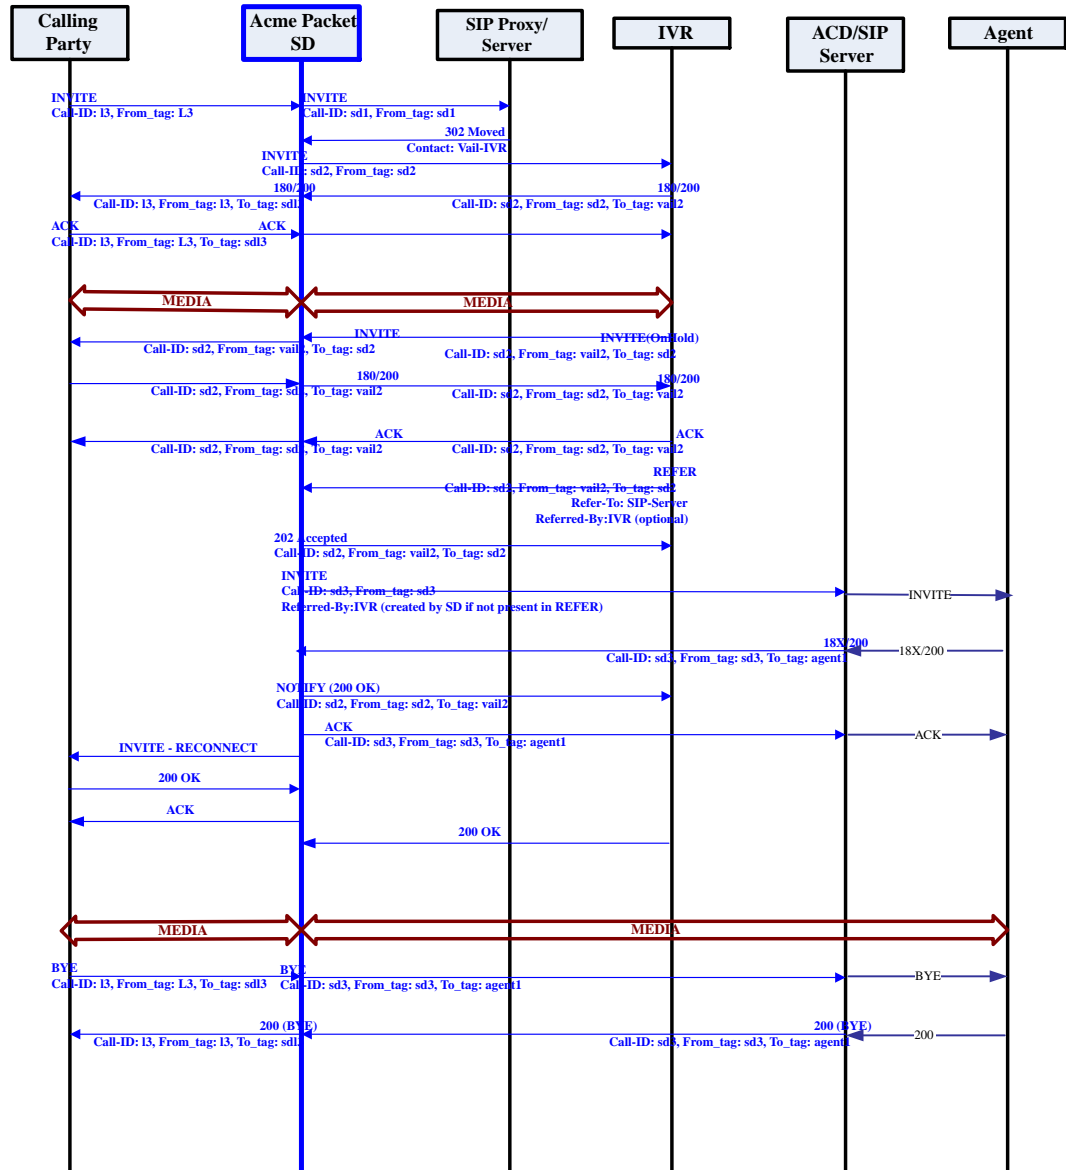 Calling
Party
Acme Packet
SD
SIP Proxy/
Server
IVR
ACD/SIP
Server
Agent
INVITE
Call-ID: l3, From_tag: L3
INVITE
Call-ID: sd1, From_tag: sd1
302 Moved
Contact: Vail-IVR
INVITE
Call-ID: sd2, From_tag: sd2
180/200
Call-ID: l3, From_tag: l3, To_tag: sdl3
180/200
Call-ID: sd2, From_tag: sd2, To_tag: vail2
ACK
Call-ID: l3, From_tag: L3, To_tag: sdl3
ACK
MEDIA
MEDIA
INVITE
Call-ID: sd2, From_tag: vail2, To_tag: sd2
INVITE(OnHold)
Call-ID: sd2, From_tag: vail2, To_tag: sd2
180/200
Call-ID: sd2, From_tag: sd2, To_tag: vail2
180/200
Call-ID: sd2, From_tag: sd2, To_tag: vail2
ACK
Call-ID: sd2, From_tag: sd2, To_tag: vail2
ACK
Call-ID: sd2, From_tag: sd2, To_tag: vail2
REFER
Call-ID: sd2, From_tag: vail2, To_tag: sd2
Refer-To: SIP-Server
Referred-By:IVR (optional)
202 Accepted
Call-ID: sd2, From_tag: vail2, To_tag: sd2
INVITE
Call-ID: sd3, From_tag: sd3
Referred-By:IVR (created by SD if not present in REFER)
INVITE
18X/200
Call-ID: sd3, From_tag: sd3, To_tag: agent1
18X/200
NOTIFY (200 OK)
Call-ID: sd2, From_tag: sd2, To_tag: vail2
ACK
Call-ID: sd3, From_tag: sd3, To_tag: agent1
ACK
INVITE - RECONNECT
200 OK
ACK
200 OK
MEDIA
MEDIA
BYE
Call-ID: l3, From_tag: L3, To_tag: sdl3
BYE
Call-ID: sd3, From_tag: sd3, To_tag: agent1
BYE
200 (BYE)
Call-ID: l3, From_tag: l3, To_tag: sdl3
200 (BYE)
Call-ID: sd3, From_tag: sd3, To_tag: agent1
200